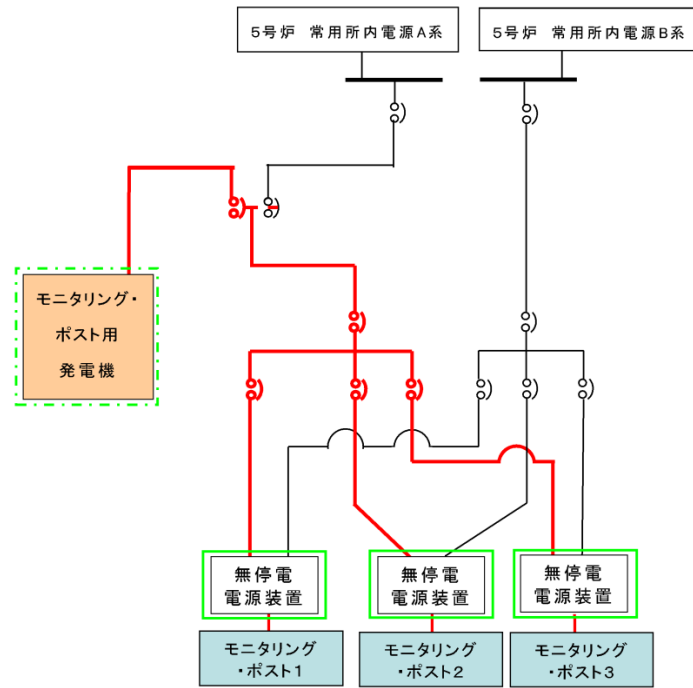 5号炉 常用所内電源A系
5号炉 常用所内電源B系
モニタリング・
ポスト用
発電機
無停電
電源装置
無停電
電源装置
無停電
電源装置
モニタリング
・ポスト1
モニタリング
・ポスト2
モニタリング
・ポスト3